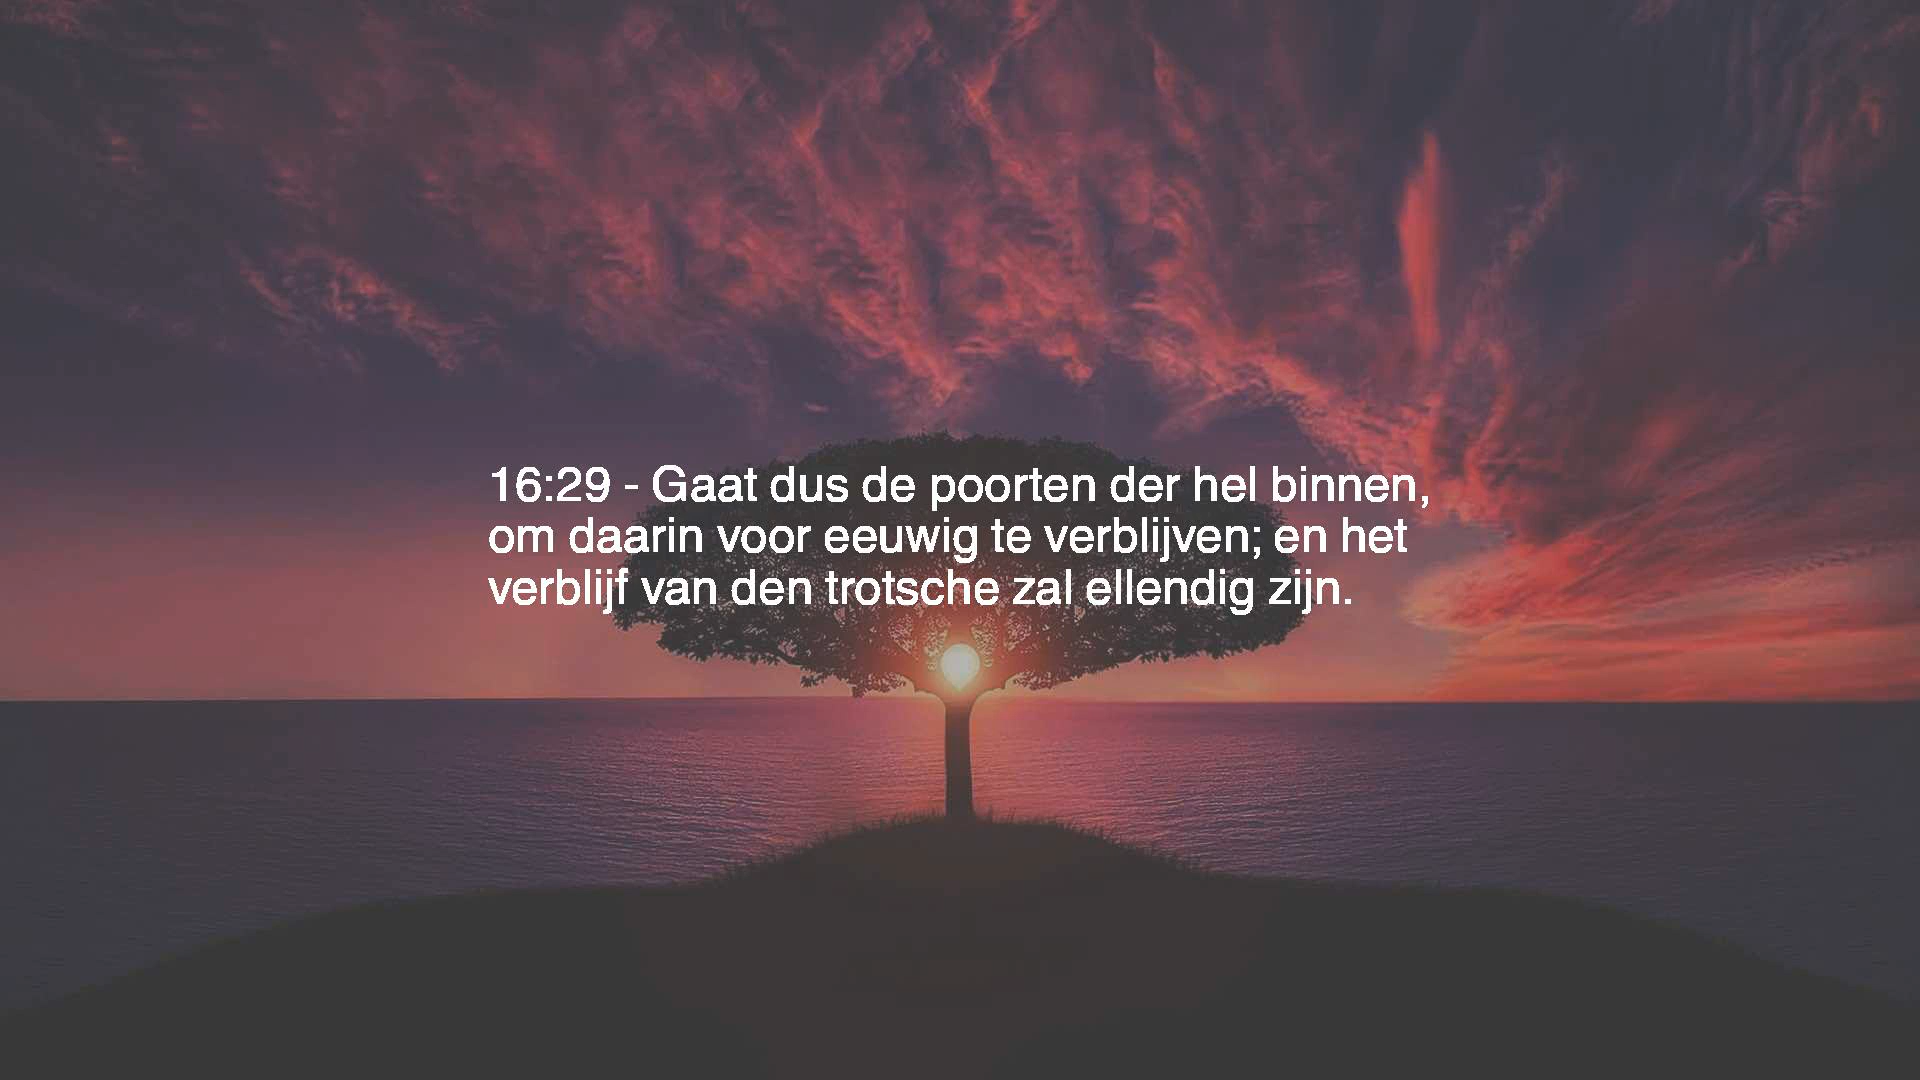 16:29 - Gaat dus de poorten der hel binnen,
om daarin voor eeuwig te verblijven; en het
verblijf van den trotsche zal ellendig zijn.